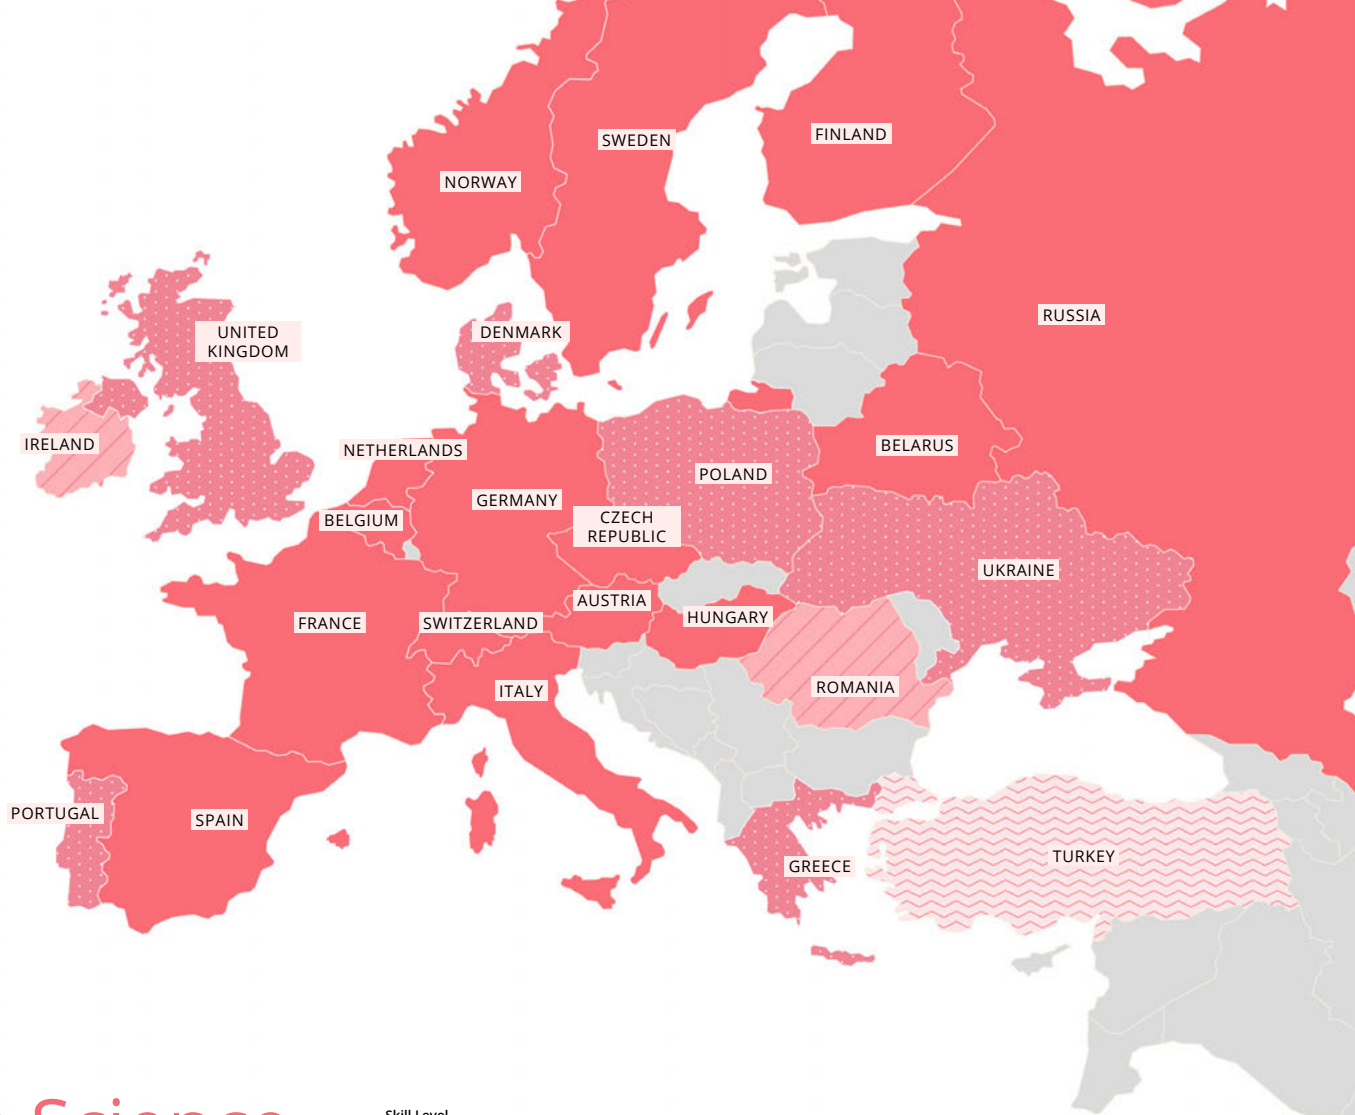 FINLAND
SWEDEN
NORWAY
RUSSIA
UNITED
KINGDOM
DENMARK
IRELAND
NETHERLANDS
BELARUS
POLAND
GERMANY
BELGIUM
CZECH
REPUBLIC
UKRAINE
AUSTRIA
HUNGARY
FRANCE
SWITZERLAND
ROMANIA
ITALY
PORTUGAL
SPAIN
TURKEY
GREECE
Science
Skill Level